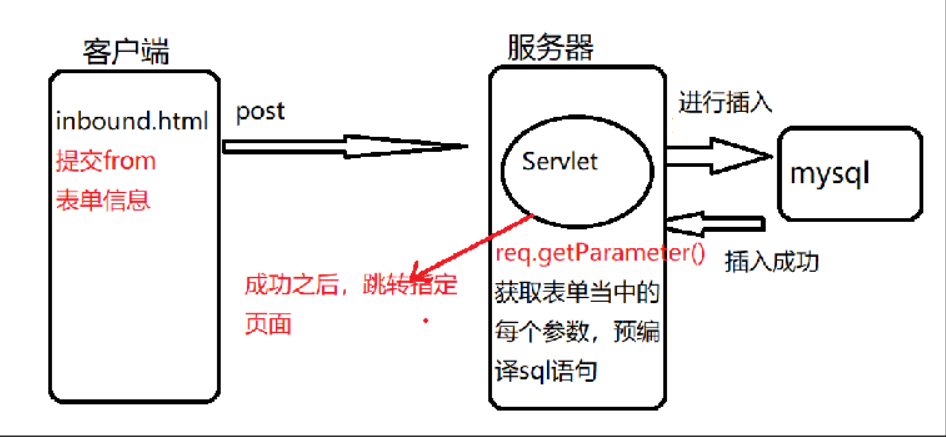 客户端
inbound.html
提交from
表单信息
post
服务器
Servlet
req.getParameter()
获取表单当中的
每个参数，预编
译sql语句
成功之后，跳转指定
页面
进行插入
mysql
插入成功